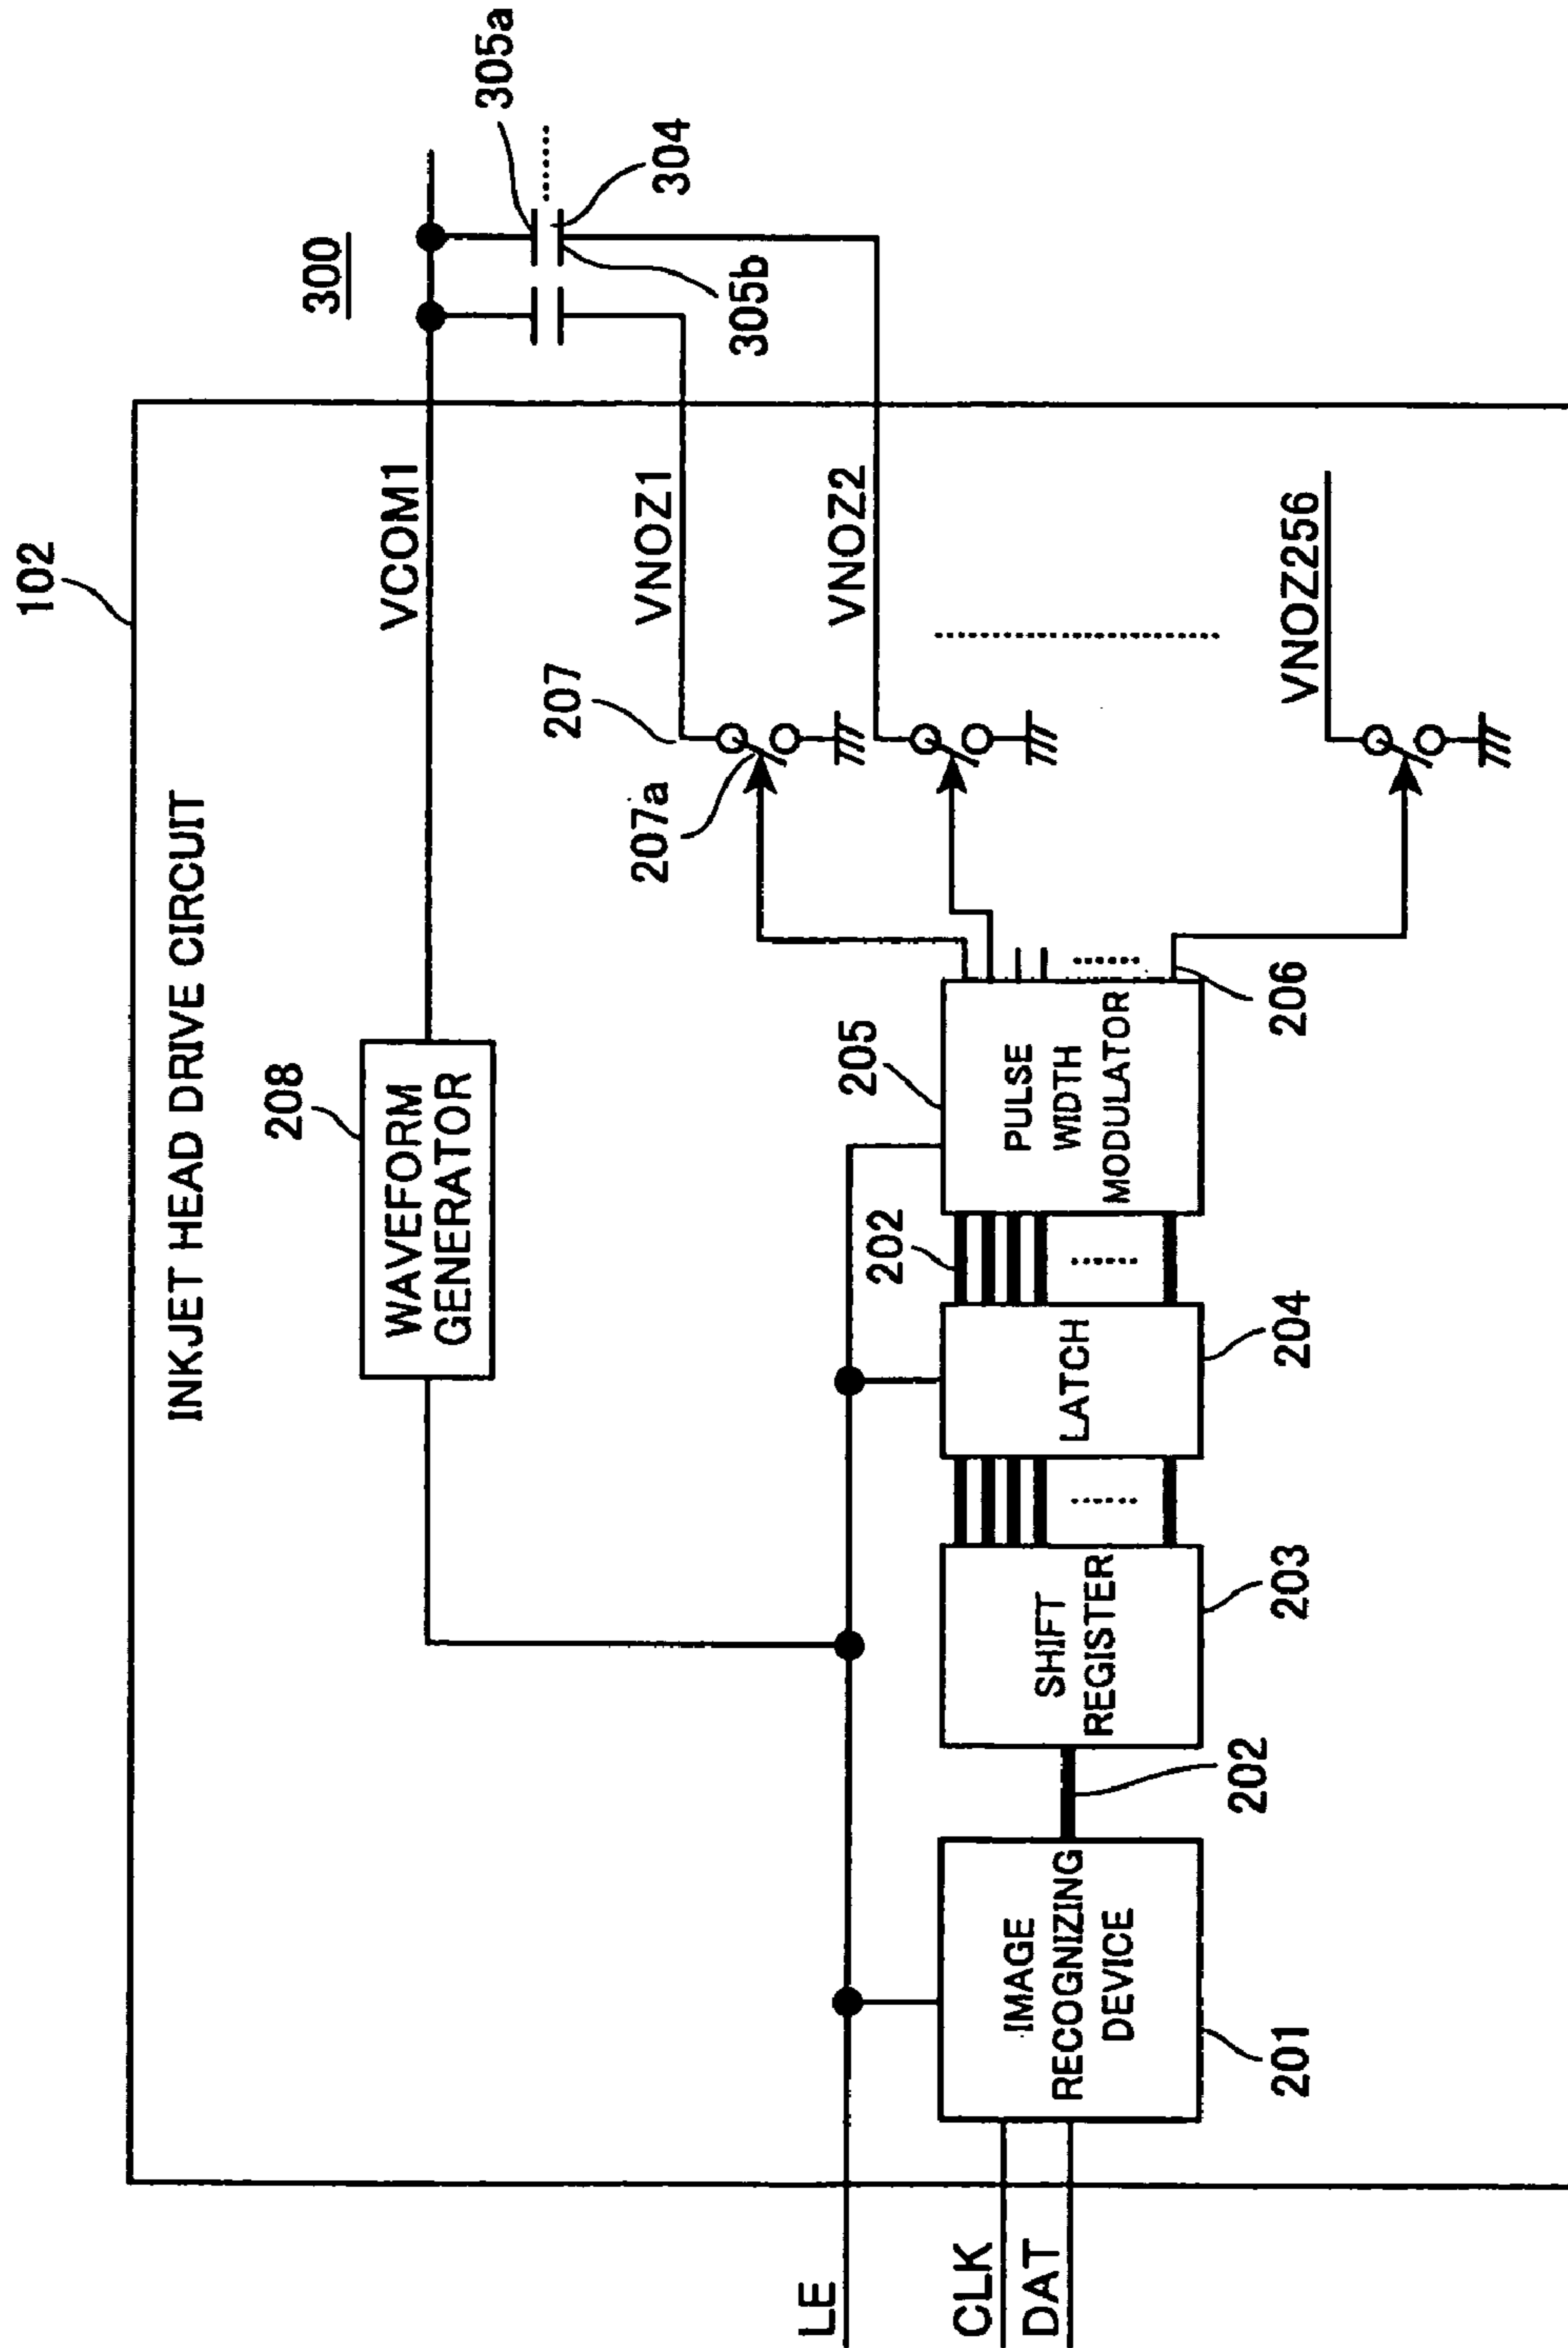 102
INKJET HEAD DRIVE CIRCUIT
300
305a
304
305b
208
WAVEFORM
GENERATOR
VCOM1
207
207a
VNOZ1
VNOZ2
VNOZ256
LE
CLK
DAT
IMAGE
RECOGNIZING
DEVICE
201
202
SHIFT
REGISTER
203
LATCH
204
202
205
PULSE
WIDTH
MODULATOR
206